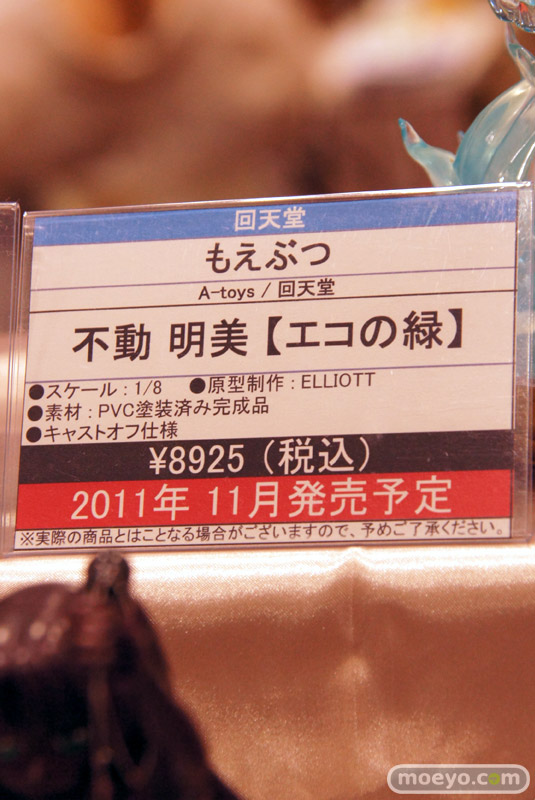 回天堂
もえぶつ
A-toys / 回天堂
不動 明美【エコの緑】
●スケール：1/8 ●原型制作：ELLIOTT
●素材：PVC塗装済み完成品
●キャストオフ仕様
¥8925（税込）
2011年 11月発売予定
※実際の商品とはことなる場合がございますので、予めご了承ください。
moeyo.com